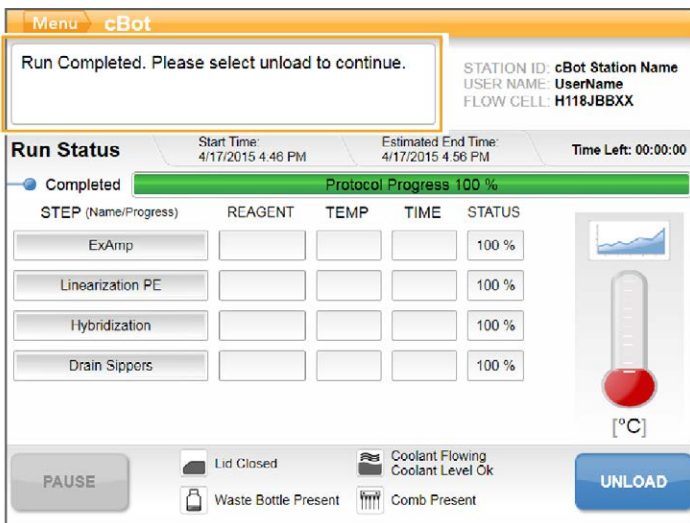 Menu cBot
Run Completed. Please select unload to continue.
STATION ID: cBot Station Name
USER NAME: UserName
FLOW CELL: H118JBBXX
Run Status
Start Time:
4/17/2015 4.46 PM
Estimated End Time:
4/17/2015 4.56 PM
Time Left: 00:00:00
Completed
Protocol Progress 100 %
STEP (Name/Progress) REAGENT TEMP TIME STATUS
ExAmp 100 %
Linearization PE 100 %
Hybridization 100 %
Drain Sippers 100 %
[°C]
PAUSE
Lid Closed
Coolant Flowing
Coolant Level Ok
Waste Bottle Present
Comb Present
UNLOAD